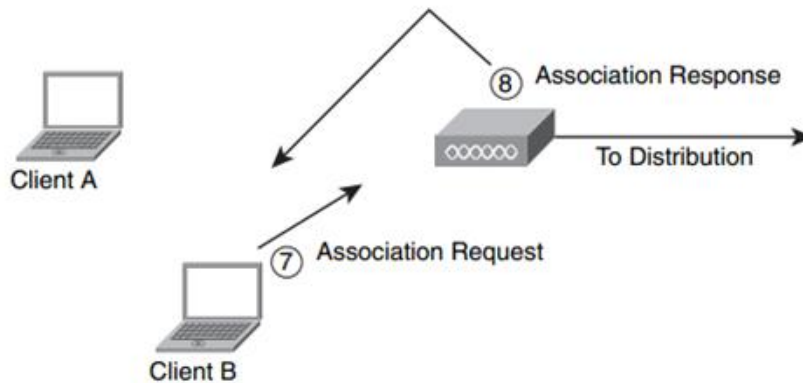 ⑧ Association Response
To Distribution
Client A
⑦ Association Request
Client B